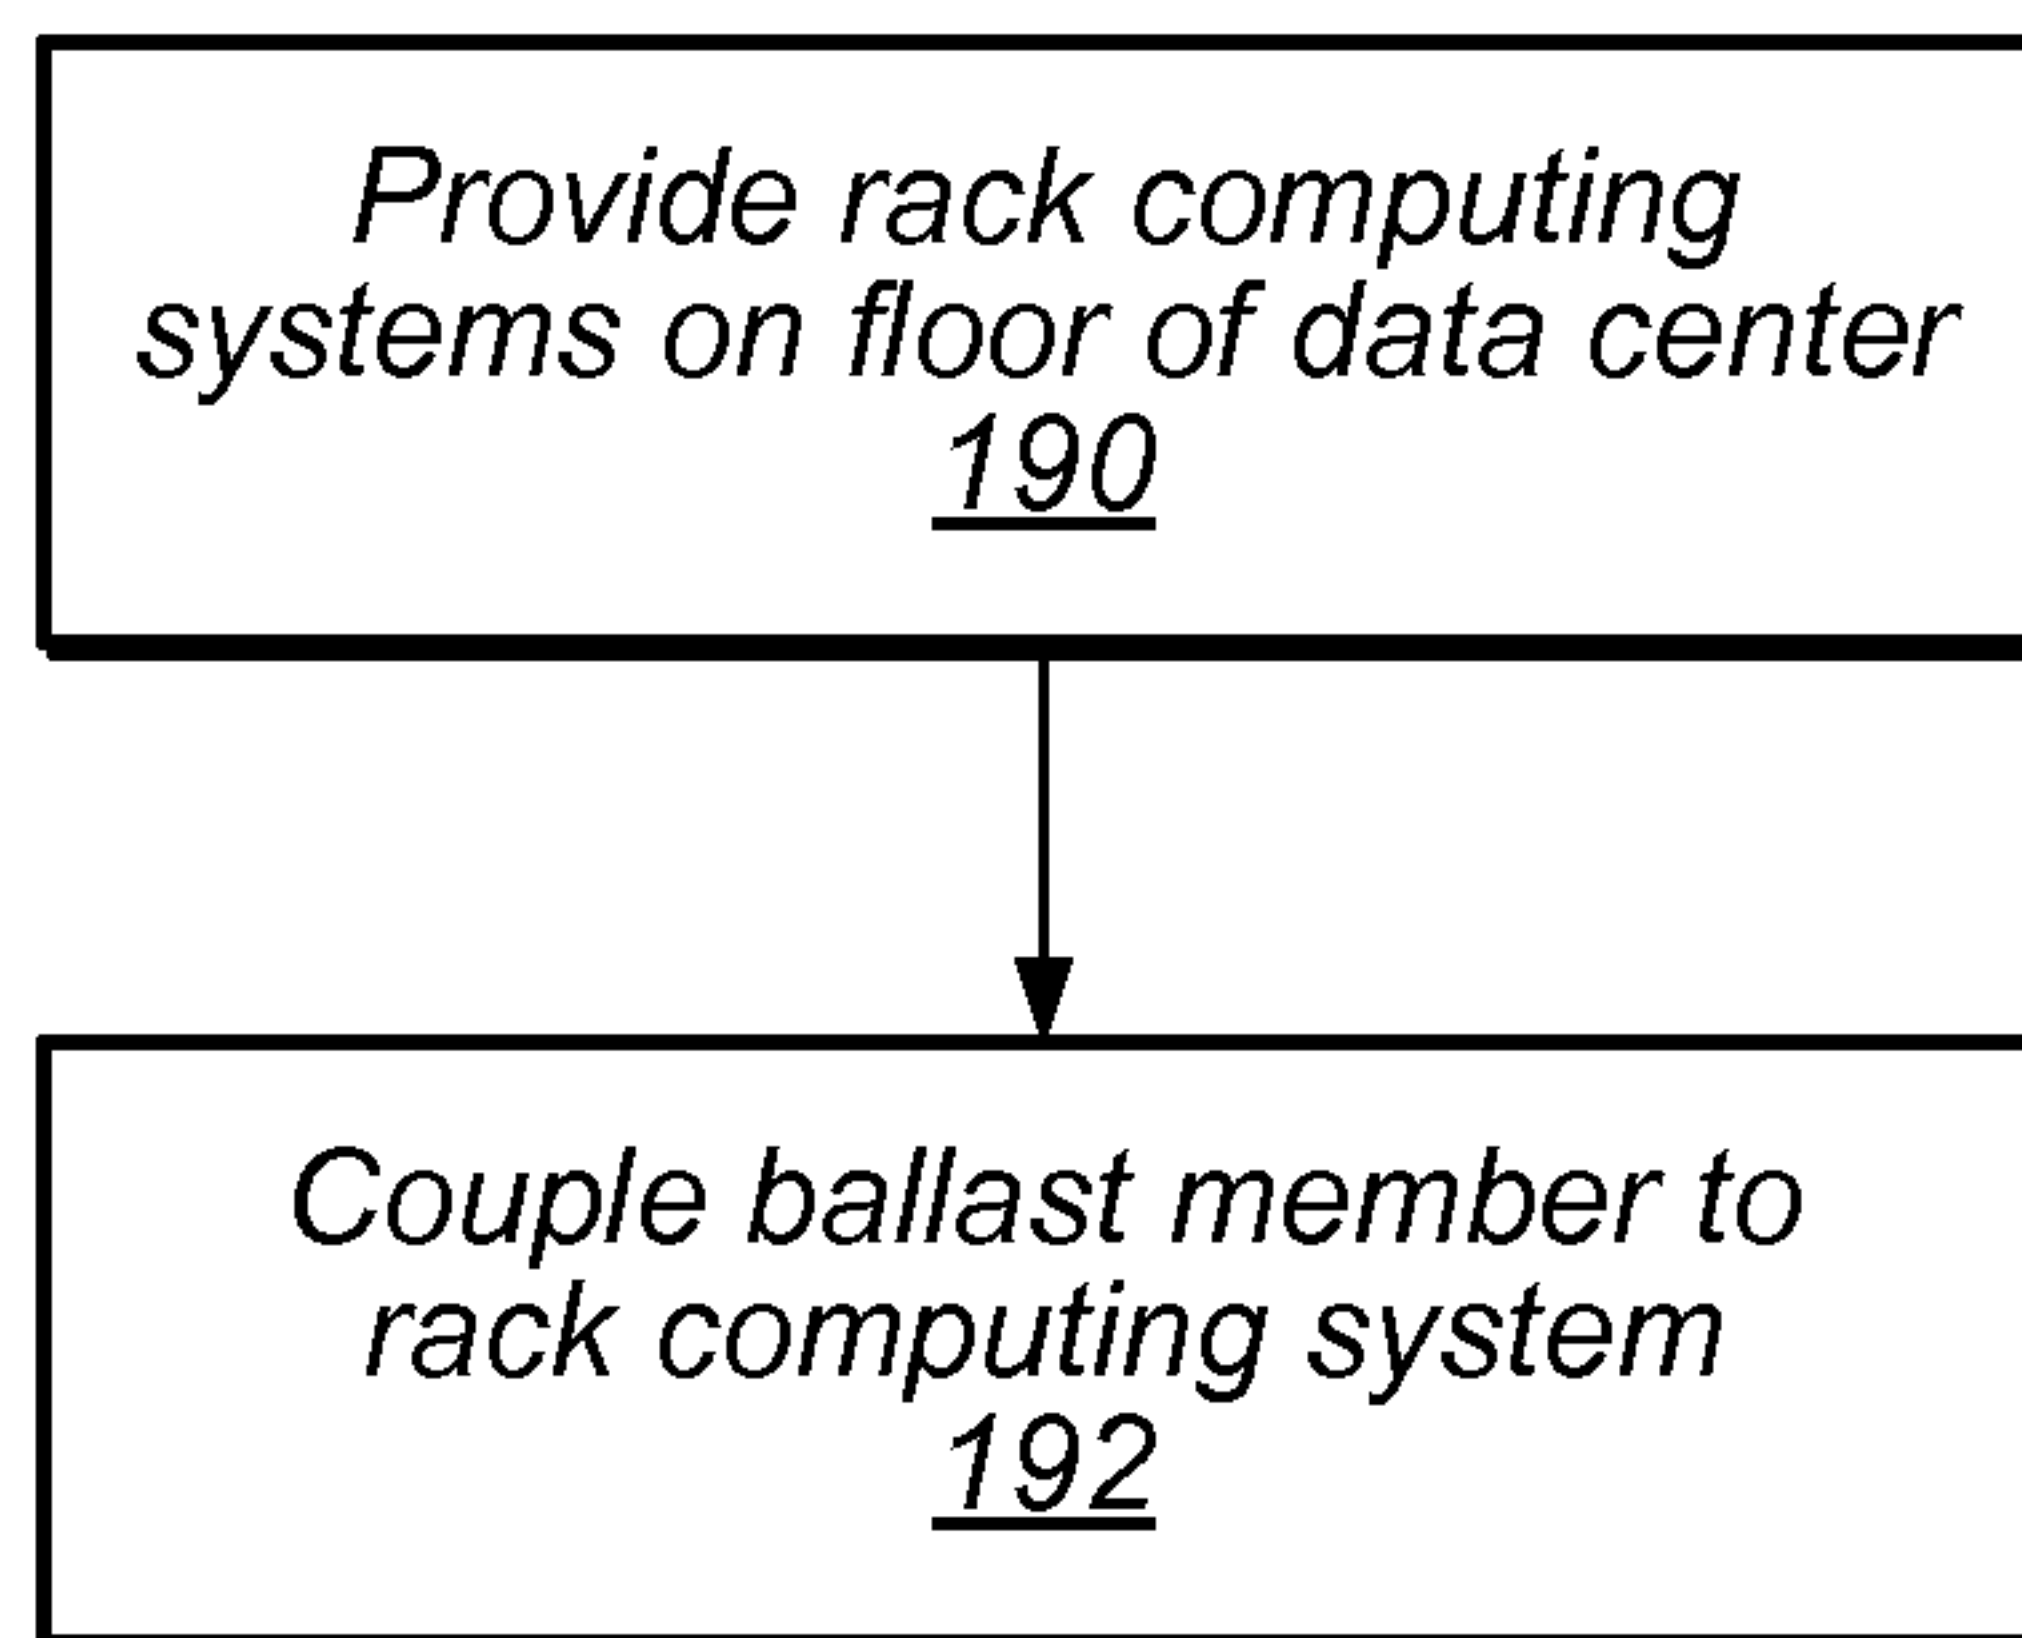 Provide rack computing
systems on floor of data center
190
Couple ballast member to
rack computing system
192